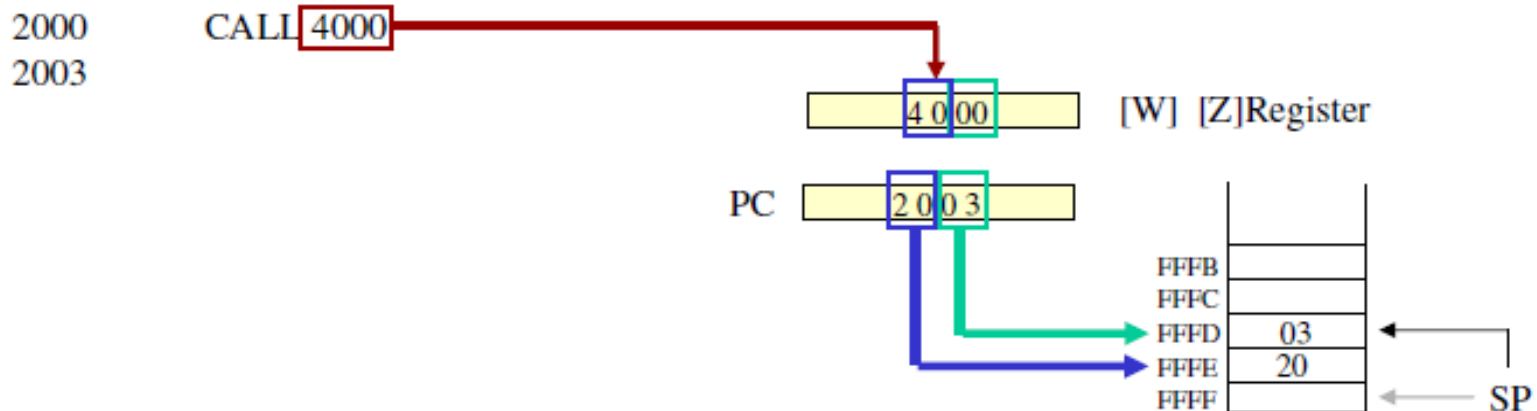 2000 CALL 4000
2003
4 0 00 [W] [Z]Register
PC 2 0 0 3
FFFB
FFFC
FFFD 03
FFFE 20
FFFF SP